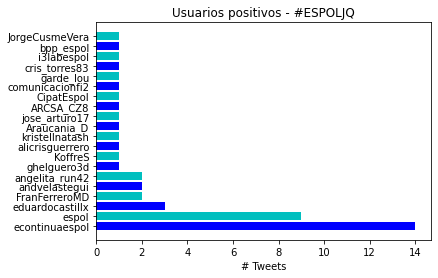 Usuarios positivos - #ESPOLJQ
JorgeCusmeVera
bpp_espol
i3labespol
cris_torres83
garde_lou
comunicacionfi2
CipatEspol
ARCSA_CZ8
jose_arturo17
Araucania_D
kristellnatash
alicrisguerrero
KoffreS
ghelguero3d
angelita_run42
andvelastegui
FranFerreroMD
eduardocastillx
espol
econtinuaespol
0 2 4 6 8 10 12 14
# Tweets